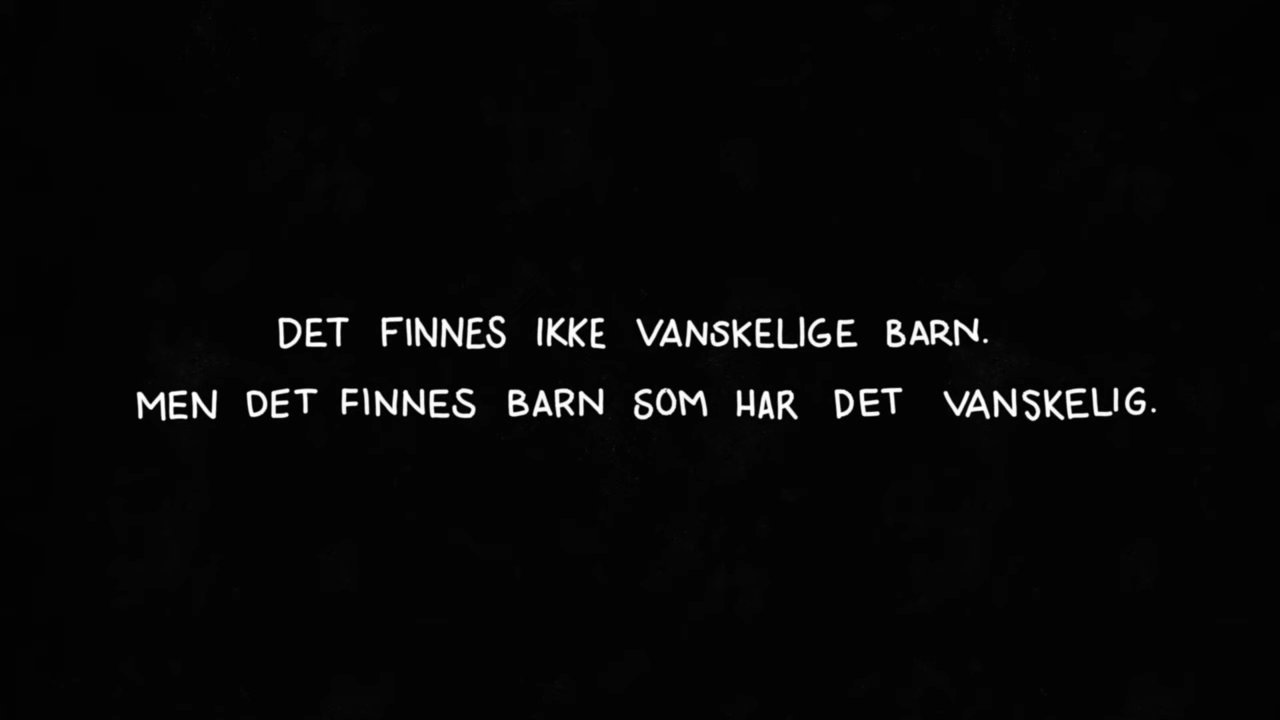 DET FINNES IKKE VANSKELIGE BARN.
MEN DET FINNES BARN SOM HAR DET VANSKELIG.